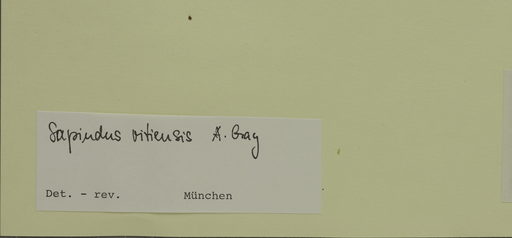 Sapindus vitiensis A. Gray
Det. - rev. München